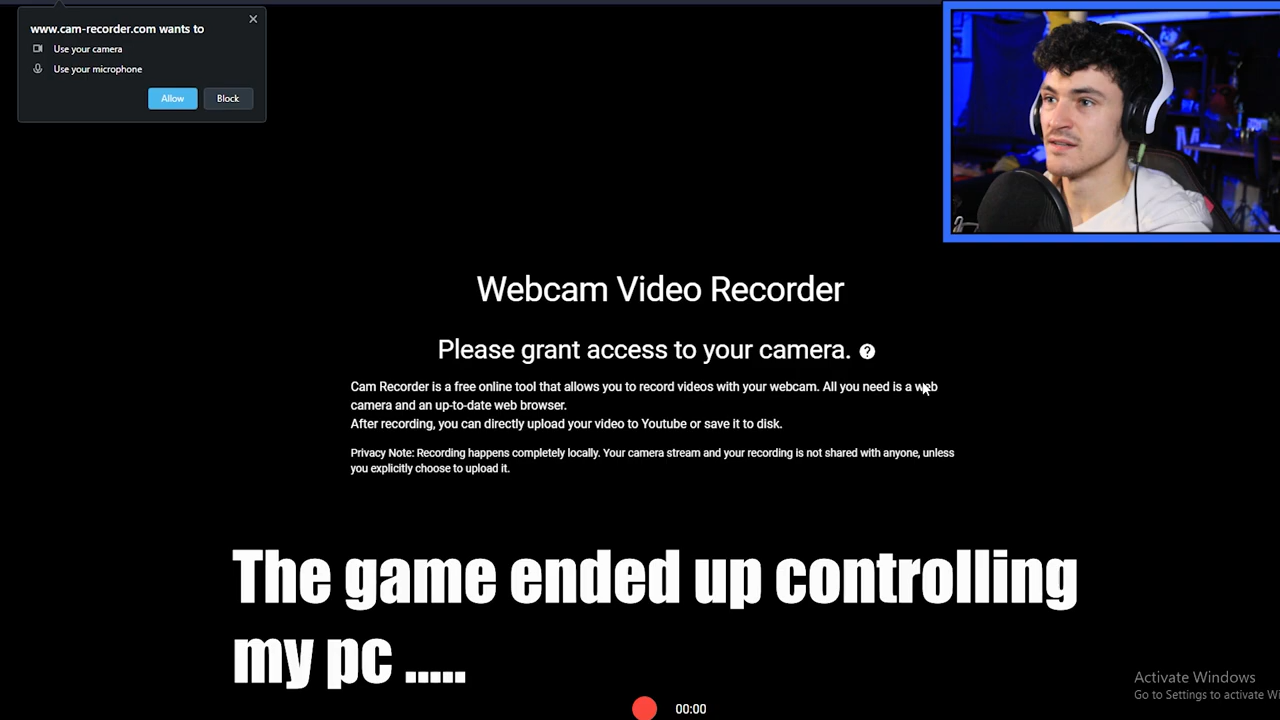 www.cam-recorder.com wants to
Use your camera
Use your microphone
Allow
Block
Webcam Video Recorder
Please grant access to your camera. ?
Cam Recorder is a free online tool that allows you to record videos with your webcam. All you need is a web
camera and an up-to-date web browser.
After recording, you can directly upload your video to Youtube or save it to disk.
Privacy Note: Recording happens completely locally. Your camera stream and your recording is not shared with anyone, unless
you explicitly choose to upload it.
The game ended up controlling
my pc .....
00:00
Activate Windows
Go to Settings to activate Wi